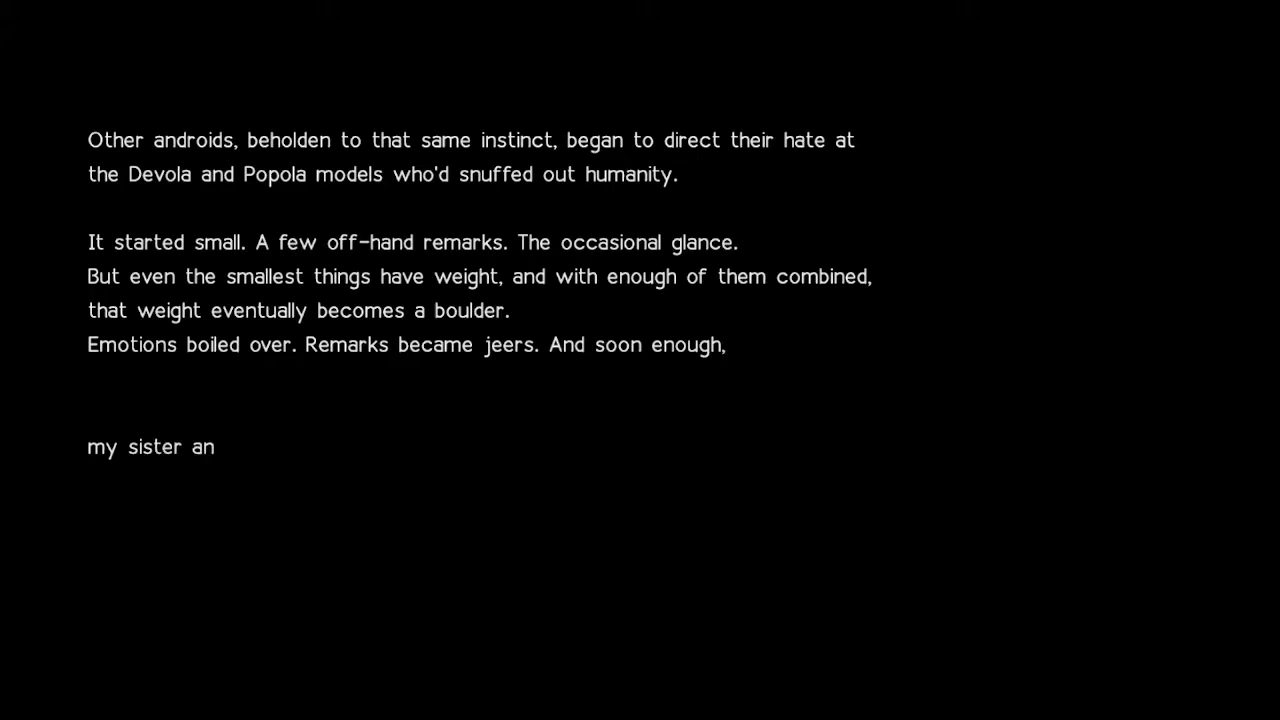 Other androids, beholden to that same instinct, began to direct their hate at
the Devola and Popola models who'd snuffed out humanity.
It started small. A few off-hand remarks. The occasional glance.
But even the smallest things have weight, and with enough of them combined,
that weight eventually becomes a boulder.
Emotions boiled over. Remarks became jeers. And soon enough,
my sister an